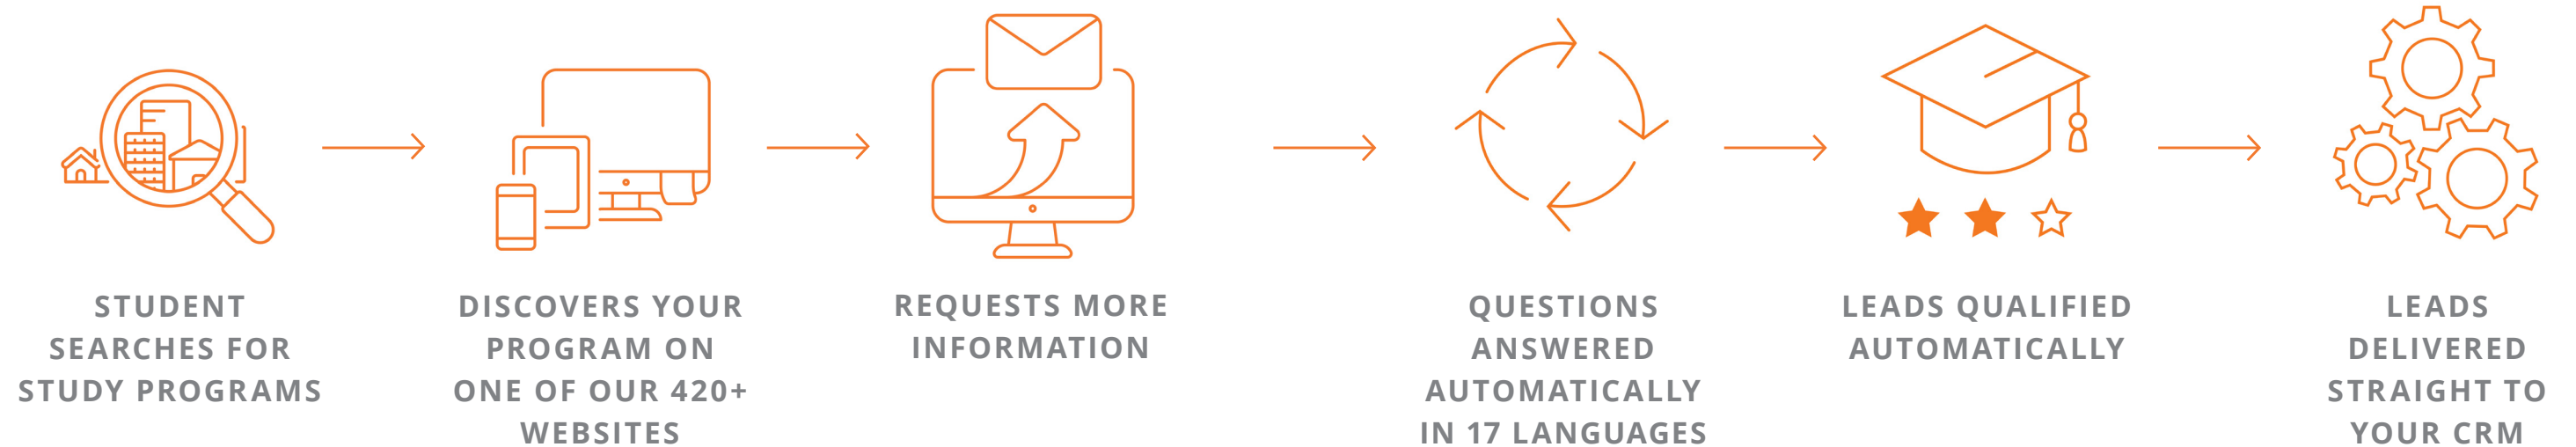 STUDENT
SEARCHES FOR
STUDY PROGRAMS
DISCOVERS YOUR
PROGRAM ON
ONE OF OUR 420+
WEBSITES
REQUESTS MORE
INFORMATION
QUESTIONS
ANSWERED
AUTOMATICALLY
IN 17 LANGUAGES
LEADS QUALIFIED
AUTOMATICALLY
LEADS
DELIVERED
STRAIGHT TO
YOUR CRM